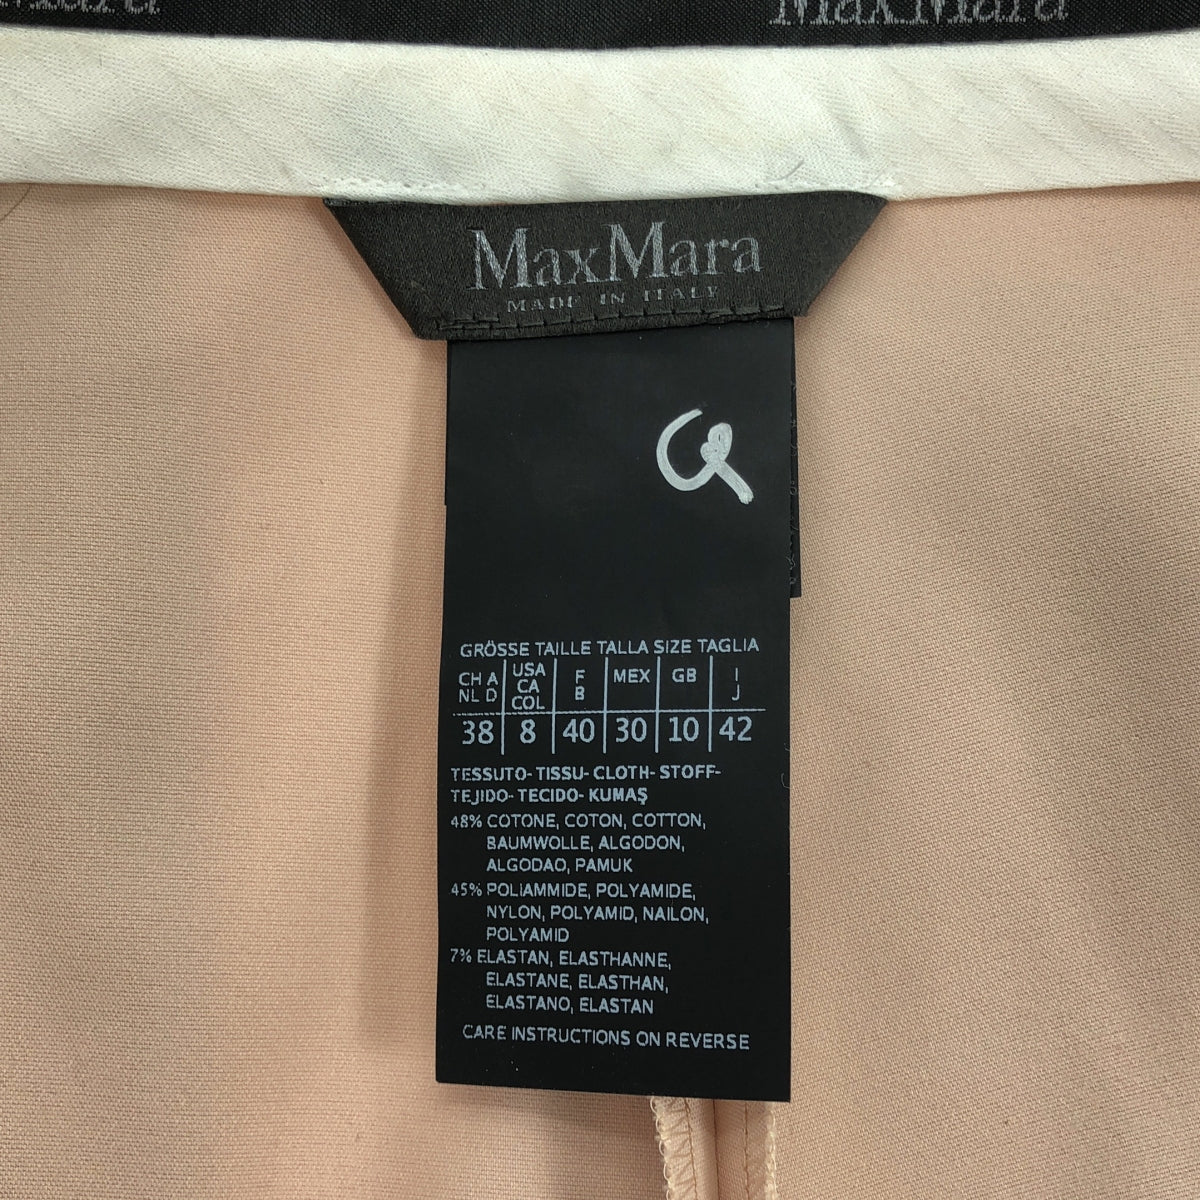 MaxMara
MaxMara
MADE IN ITALY
GRÖSSE TAILLE TALLA SIZE TAGLIA
CH A NL D USA CA COL F B MEX GB I J
38 8 40 30 10 42
TESSUTO-TISSU-CLOTH-STOFF-
TEJIDO-TECIDO-KUMAŞ
48% COTONE, COTON, COTTON,
BAUMWOLLE, ALGODON,
ALGODAO, PAMUK
45% POLIAMMIDE, POLYAMIDE,
NYLON, POLYAMID, NAILON,
POLYAMID
7% ELASTAN, ELASTHANNE,
ELASTANE, ELASTHAN,
ELASTANO, ELASTAN
CARE INSTRUCTIONS ON REVERSE